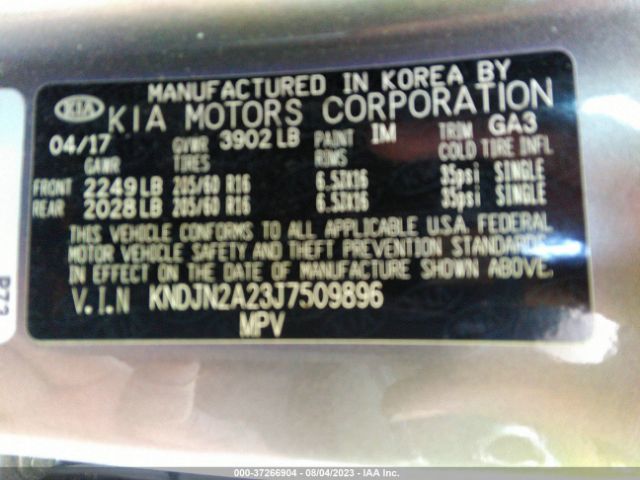 MANUFACTURED IN KOREA BY
KIA KIA MOTORS CORPORATION
04/17 GVWR 3902 LB PAINT IM TRIM GA3
GAWR TIRES RIMS COLD TIRE INFL
FRONT 2249 LB 205/60 R16 6.5JX16 35psi SINGLE
REAR 2028 LB 205/60 R16 6.5JX16 35psi SINGLE
THIS VEHICLE CONFORMS TO ALL APPLICABLE U.S.A. FEDERAL
MOTOR VEHICLE SAFETY AND THEFT PREVENTION STANDARDS
IN EFFECT ON THE DATE OF MANUFACTURE SHOWN ABOVE.
V.I.N KNDJN2A23J7509896
MPV
000-37266904 - 08/04/2023 - IAA Inc.